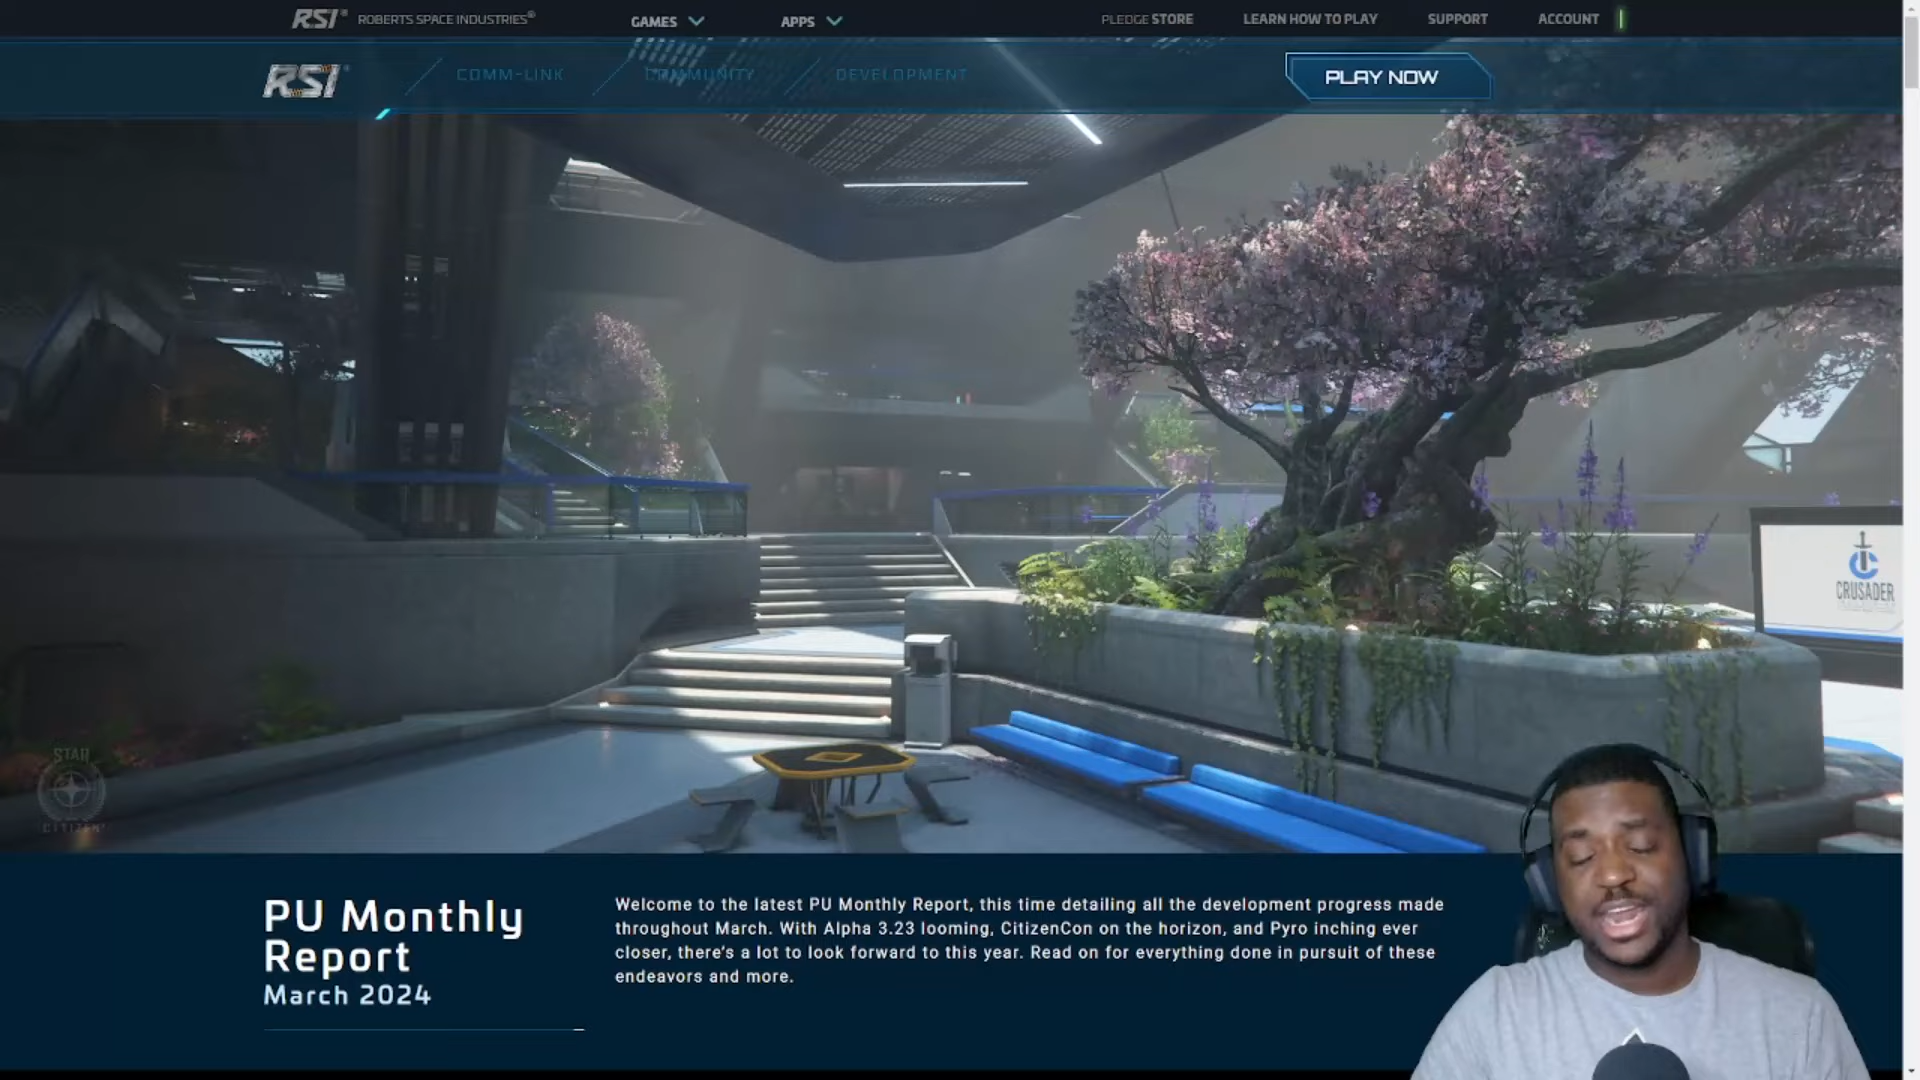 RSI ROBERTS SPACE INDUSTRIES®
GAMES
APPS
PLEDGE STORE
LEARN HOW TO PLAY
SUPPORT
ACCOUNT
RSI
COMM-LINK
COMMUNITY
DEVELOPMENT
PLAY NOW
CRUSADER
STAR
CITIZEN
PU Monthly
Report
March 2024
Welcome to the latest PU Monthly Report, this time detailing all the development progress made
throughout March. With Alpha 3.23 looming, CitizenCon on the horizon, and Pyro inching ever
closer, there's a lot to look forward to this year. Read on for everything done in pursuit of these
endeavors and more.